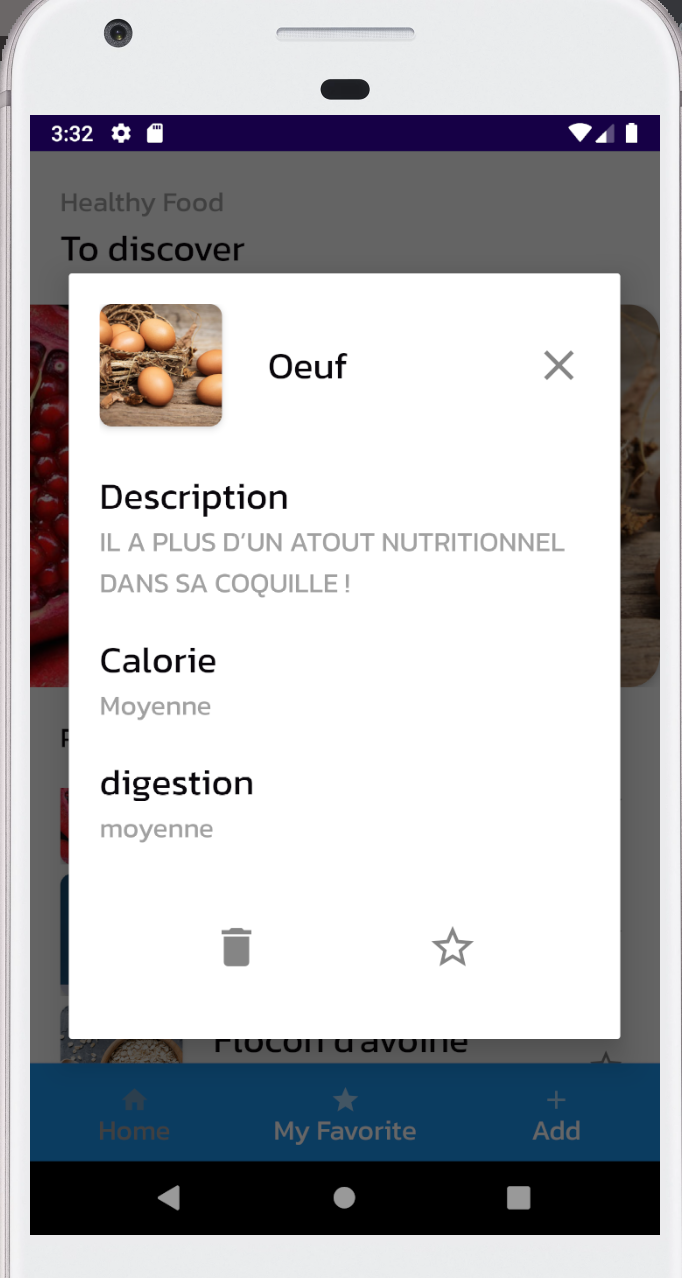 3:32
Healthy Food
To discover
Oeuf
Description
IL A PLUS D’UN ATOUT NUTRITIONNEL
DANS SA COQUILLE !
Calorie
Moyenne
digestion
moyenne
Flocon d'avoine
Home
My Favorite
Add